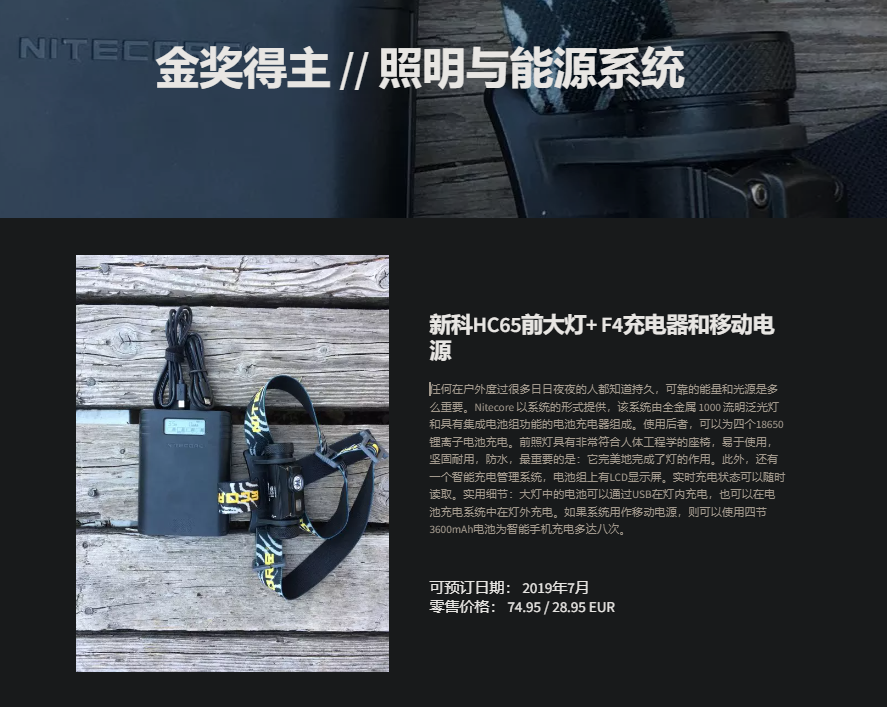 NITECORE
金奖得主 // 照明与能源系统
新科HC65前大灯+ F4充电器和移动电
源
任何在户外度过很多日日夜夜的人都知道持久，可靠的能量和光源是多
么重要。Nitecore 以系统的形式提供，该系统由全金属 1000 流明泛光灯
和具有集成电池组功能的电池充电器组成。使用后者，可以为四个18650
锂离子电池充电。前照灯具有非常符合人体工程学的座椅，易于使用，
坚固耐用，防水，最重要的是：它完美地完成了灯的作用。此外，还有
一个智能充电管理系统，电池组上有LCD显示屏。实时充电状态可以随时
读取。实用细节：大灯中的电池可以通过USB在灯内充电，也可以在电
池充电系统中在灯外充电。如果系统用作移动电源，则可以使用四节
3600mAh电池为智能手机充电多达八次。
可预订日期： 2019年7月
零售价格： 74.95 / 28.95 EUR